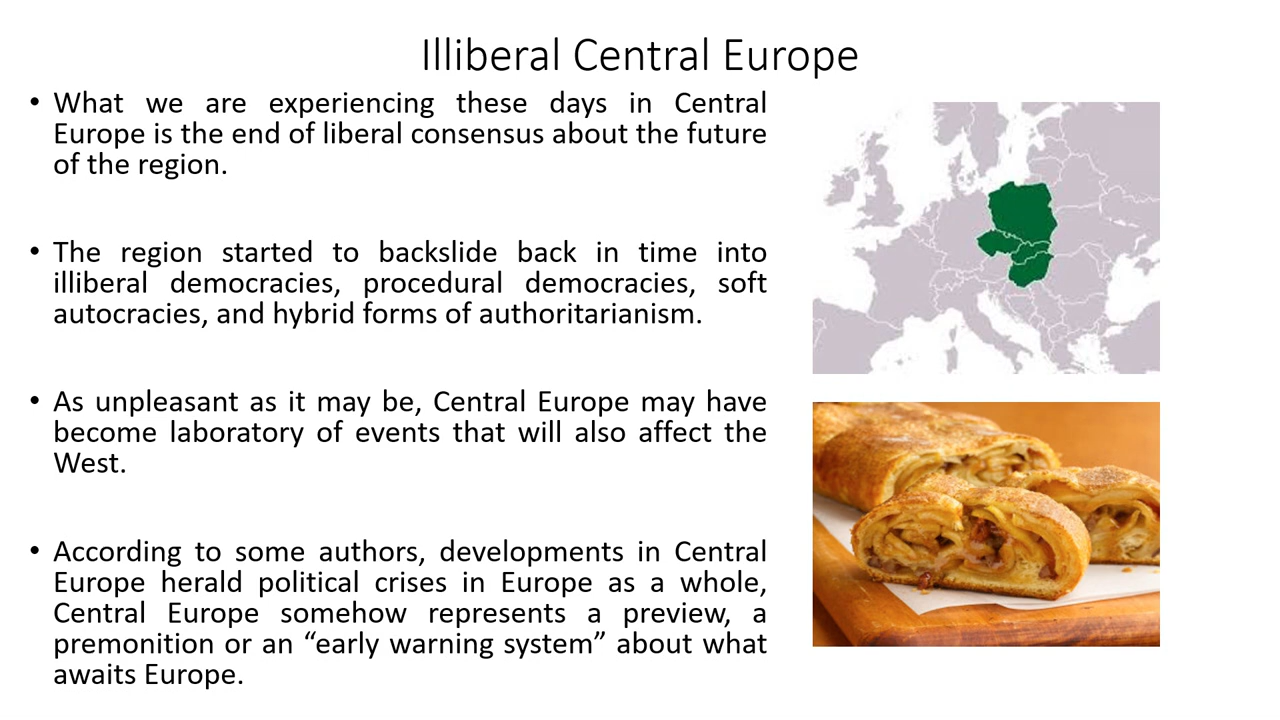 Illiberal Central Europe
• What we are experiencing these days in Central
Europe is the end of liberal consensus about the future
of the region.
• The region started to backslide back in time into
illiberal democracies, procedural democracies, soft
autocracies, and hybrid forms of authoritarianism.
• As unpleasant as it may be, Central Europe may have
become laboratory of events that will also affect the
West.
• According to some authors, developments in Central
Europe herald political crises in Europe as a whole,
Central Europe somehow represents a preview, a
premonition or an “early warning system” about what
awaits Europe.